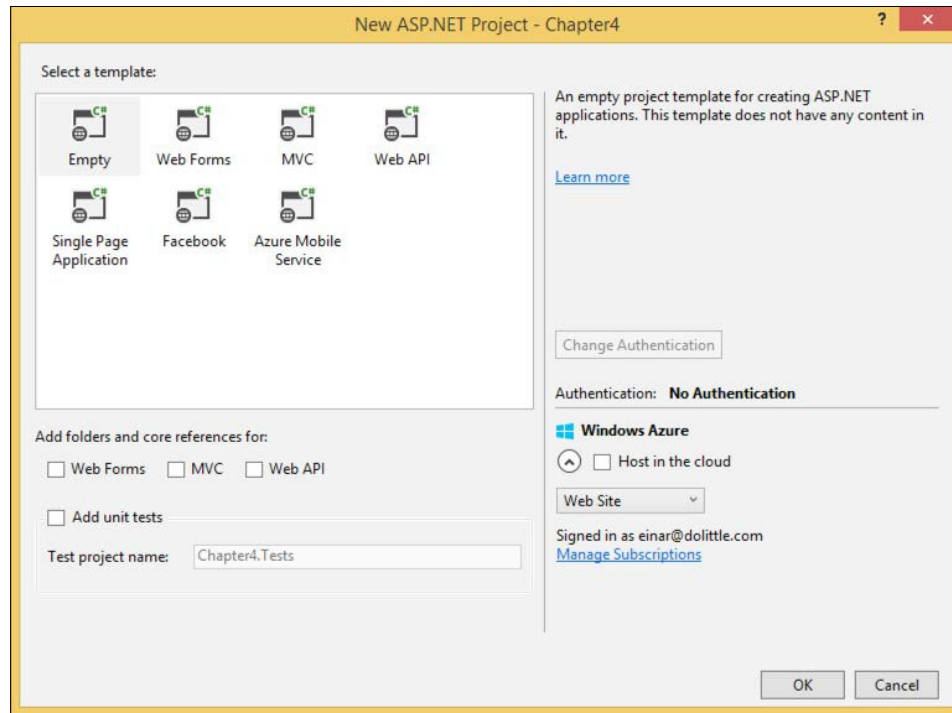 New ASP.NET Project - Chapter4
?
×
Select a template:
C# C# C# C#
Empty Web Forms MVC Web API
C# C# C#
Single Page Facebook Azure Mobile
Application Service
Add folders and core references for:
Web Forms MVC Web API
Add unit tests
Test project name: Chapter4.Tests
An empty project template for creating ASP.NET
applications. This template does not have any content in
it.
Learn more
Change Authentication
Authentication: No Authentication
Windows Azure
Host in the cloud
Web Site
Signed in as einar@dolittle.com
Manage Subscriptions
OK Cancel